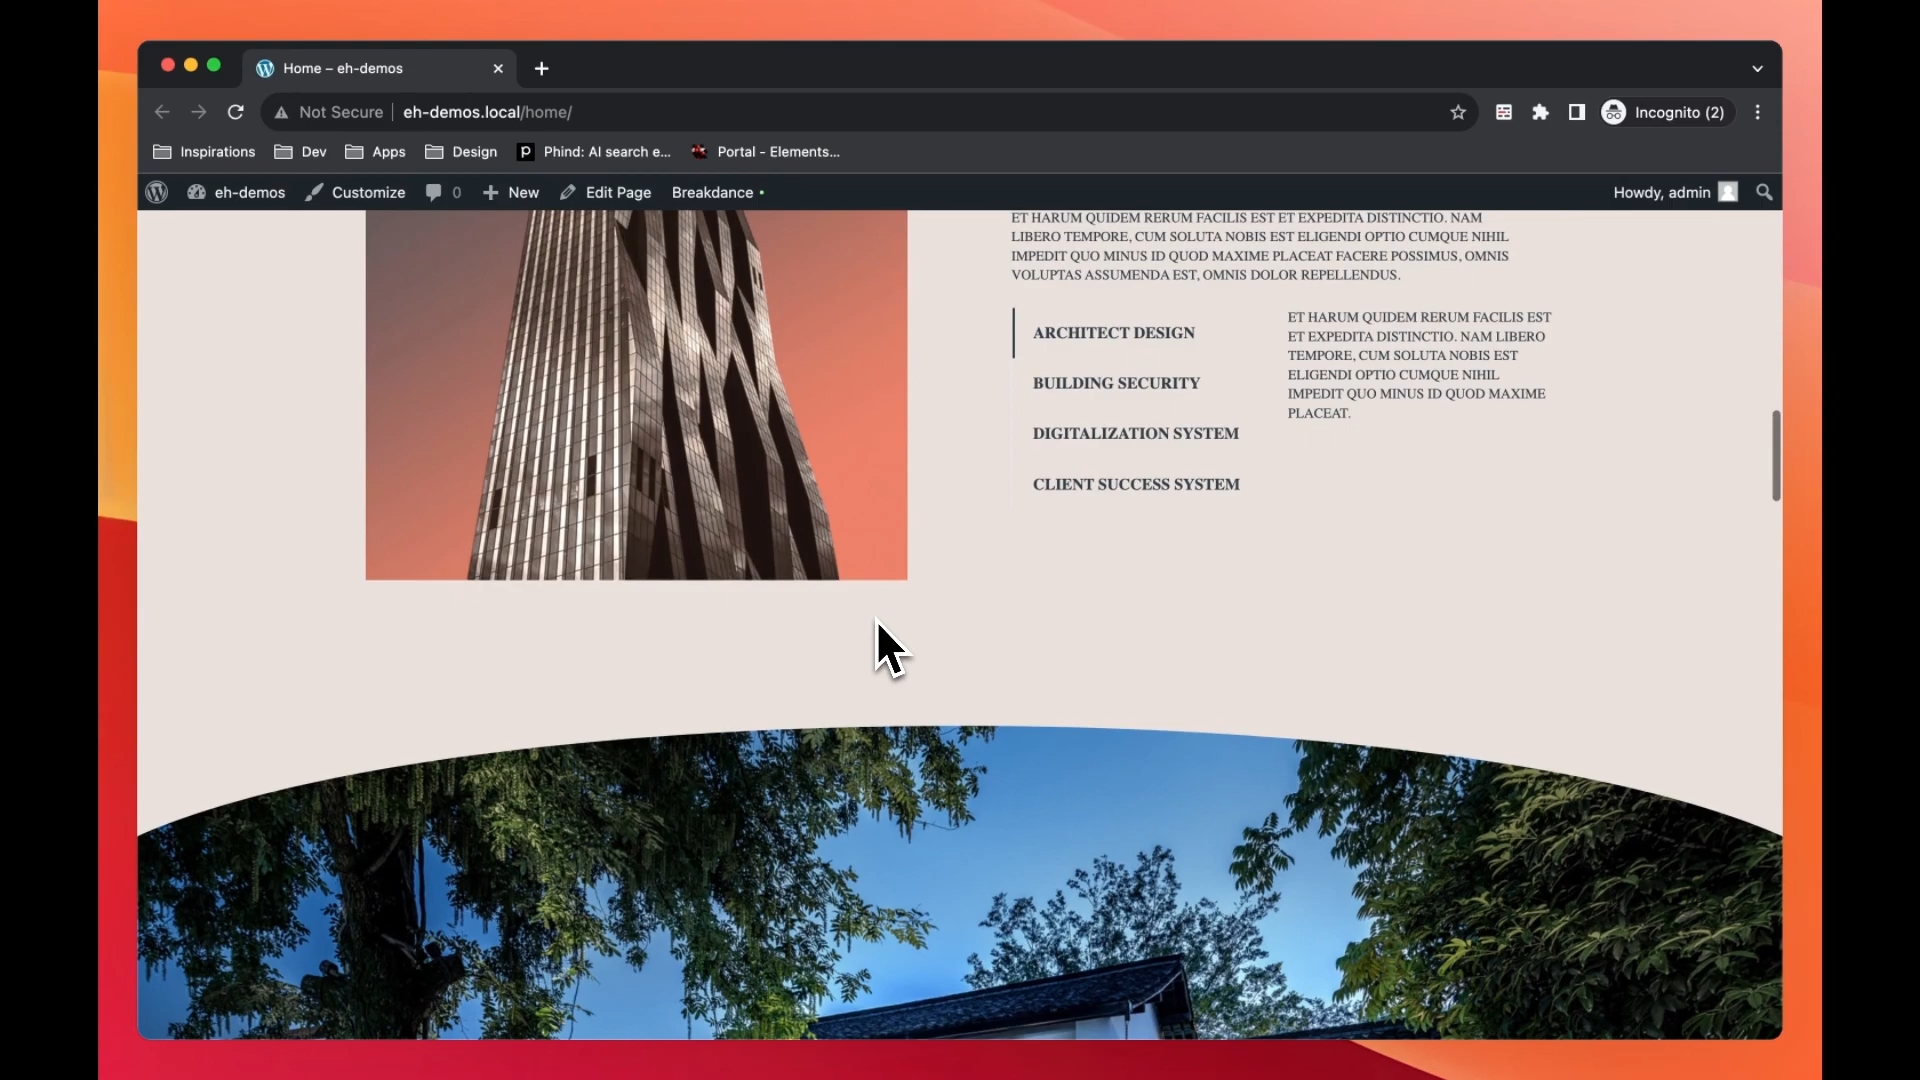 Home – eh-demos
Not Secure
eh-demos.local/home/
Incognito (2)
Inspirations
Dev
Apps
Design
Phind: AI search e...
Portal - Elements...
eh-demos
Customize
0
New
Edit Page
Breakdance
Howdy, admin
ET HARUM QUIDEM RERUM FACILIS EST ET EXPEDITA DISTINCTIO. NAM
LIBERO TEMPORE, CUM SOLUTA NOBIS EST ELIGENDI OPTIO CUMQUE NIHIL
IMPEDIT QUO MINUS ID QUOD MAXIME PLACEAT FACERE POSSIMUS, OMNIS
VOLUPTAS ASSUMENDA EST, OMNIS DOLOR REPELLENDUS.
ARCHITECT DESIGN
BUILDING SECURITY
DIGITALIZATION SYSTEM
CLIENT SUCCESS SYSTEM
ET HARUM QUIDEM RERUM FACILIS EST
ET EXPEDITA DISTINCTIO. NAM LIBERO
TEMPORE, CUM SOLUTA NOBIS EST
ELIGENDI OPTIO CUMQUE NIHIL
IMPEDIT QUO MINUS ID QUOD MAXIME
PLACEAT.